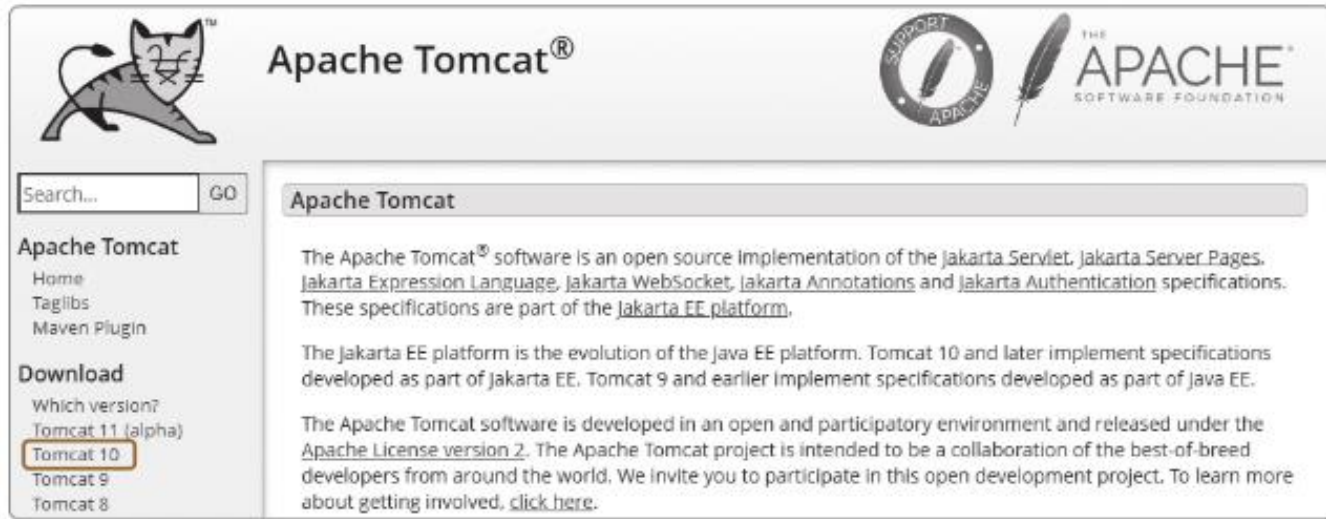 TM
Apache Tomcat®
SUPPORT
APACHE
THE
APACHE®
SOFTWARE FOUNDATION
Search... GO
Apache Tomcat
Home
Taglibs
Maven Plugin
Download
Which version?
Tomcat 11 (alpha)
Tomcat 10
Tomcat 9
Tomcat 8
Apache Tomcat
The Apache Tomcat® software is an open source implementation of the Jakarta Servlet, Jakarta Server Pages,
Jakarta Expression Language, Jakarta WebSocket, Jakarta Annotations and Jakarta Authentication specifications.
These specifications are part of the Jakarta EE platform.
The Jakarta EE platform is the evolution of the Java EE platform. Tomcat 10 and later implement specifications
developed as part of Jakarta EE. Tomcat 9 and earlier implement specifications developed as part of Java EE.
The Apache Tomcat software is developed in an open and participatory environment and released under the
Apache License version 2. The Apache Tomcat project is intended to be a collaboration of the best-of-breed
developers from around the world. We invite you to participate in this open development project. To learn more
about getting involved, click here.